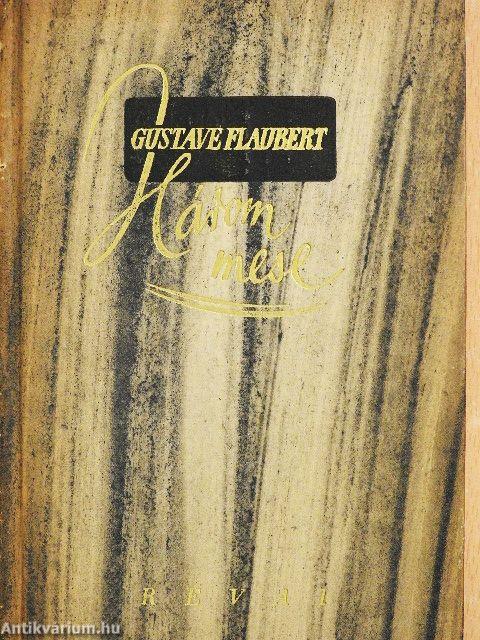 GUSTAVE FLAUBERT
Három
mese
RÉVAI
Antikvarium.hu